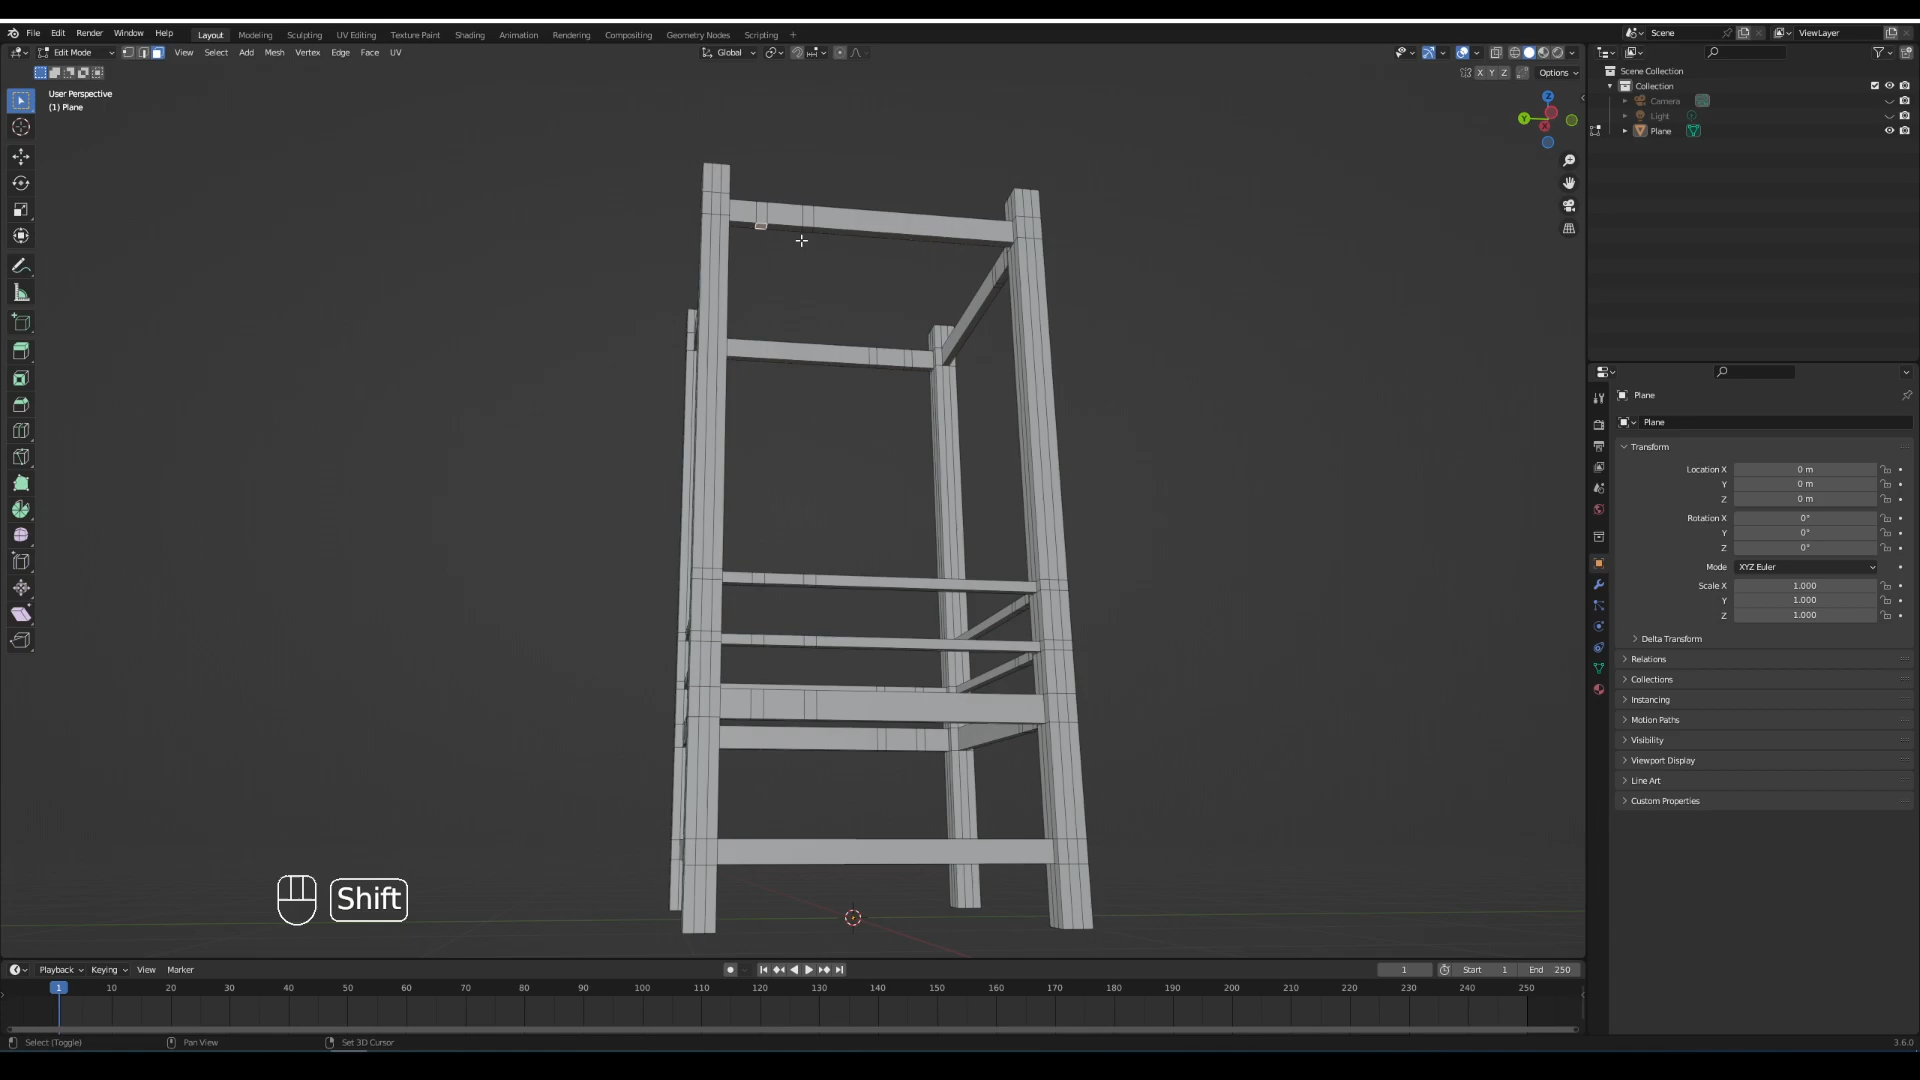 File Edit Render Window Help Layout Modeling Sculpting UV Editing Texture Paint Shading Animation Rendering Compositing Geometry Nodes Scripting + Scene ViewLayer
Edit Mode View Select Add Mesh Vertex Edge Face UV Global
X Y Z Options
User Perspective
(1) Plane
Z
Y
X
Scene Collection
Collection
Camera
Light
Plane
Plane
Plane
Transform
Location X 0 m
Y 0 m
Z 0 m
Rotation X 0°
Y 0°
Z 0°
Mode XYZ Euler
Scale X 1.000
Y 1.000
Z 1.000
Delta Transform
Relations
Collections
Instancing
Motion Paths
Visibility
Viewport Display
Line Art
Custom Properties
Shift
Playback Keying View Marker 1 Start 1 End 250
1 10 20 30 40 50 60 70 80 90 100 110 120 130 140 150 160 170 180 190 200 210 220 230 240 250
Select (Toggle) Pan View Set 3D Cursor 3.6.0